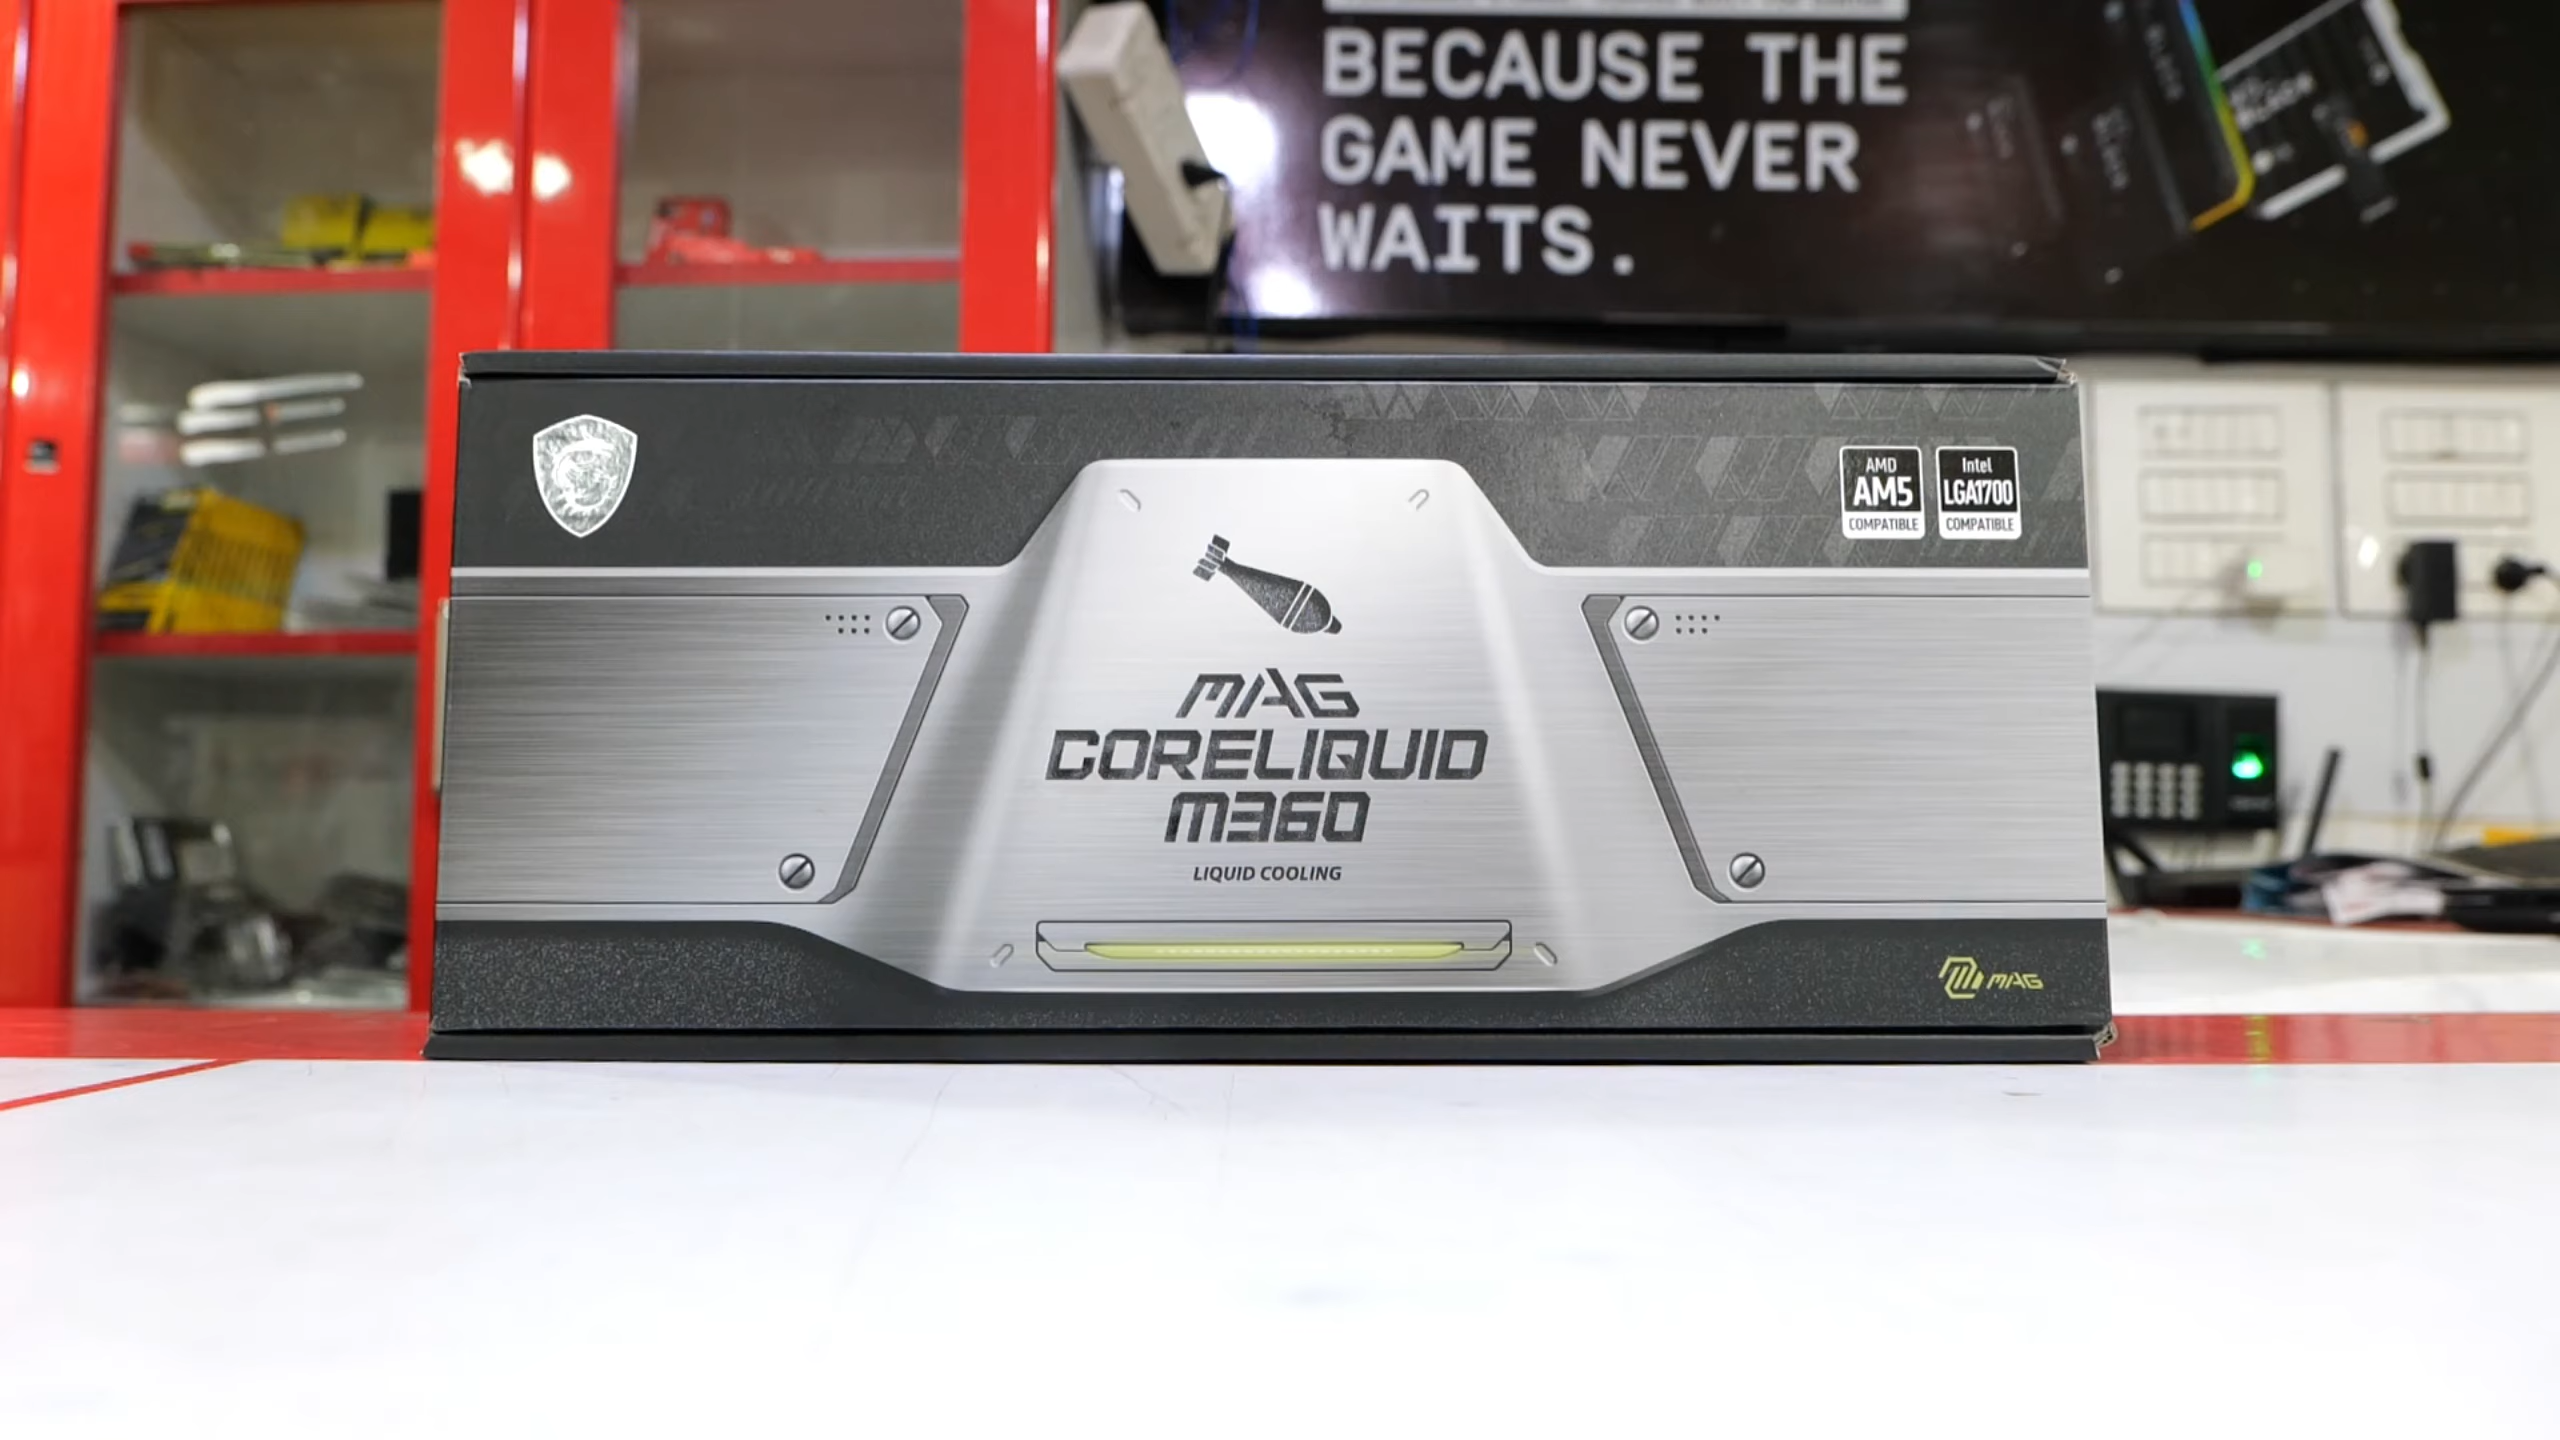 BECAUSE THE
GAME NEVER
WAITS.
AMD
AM5
COMPATIBLE
Intel
LGA1700
COMPATIBLE
MAG
CORELIQUID
M360
LIQUID COOLING
MAG